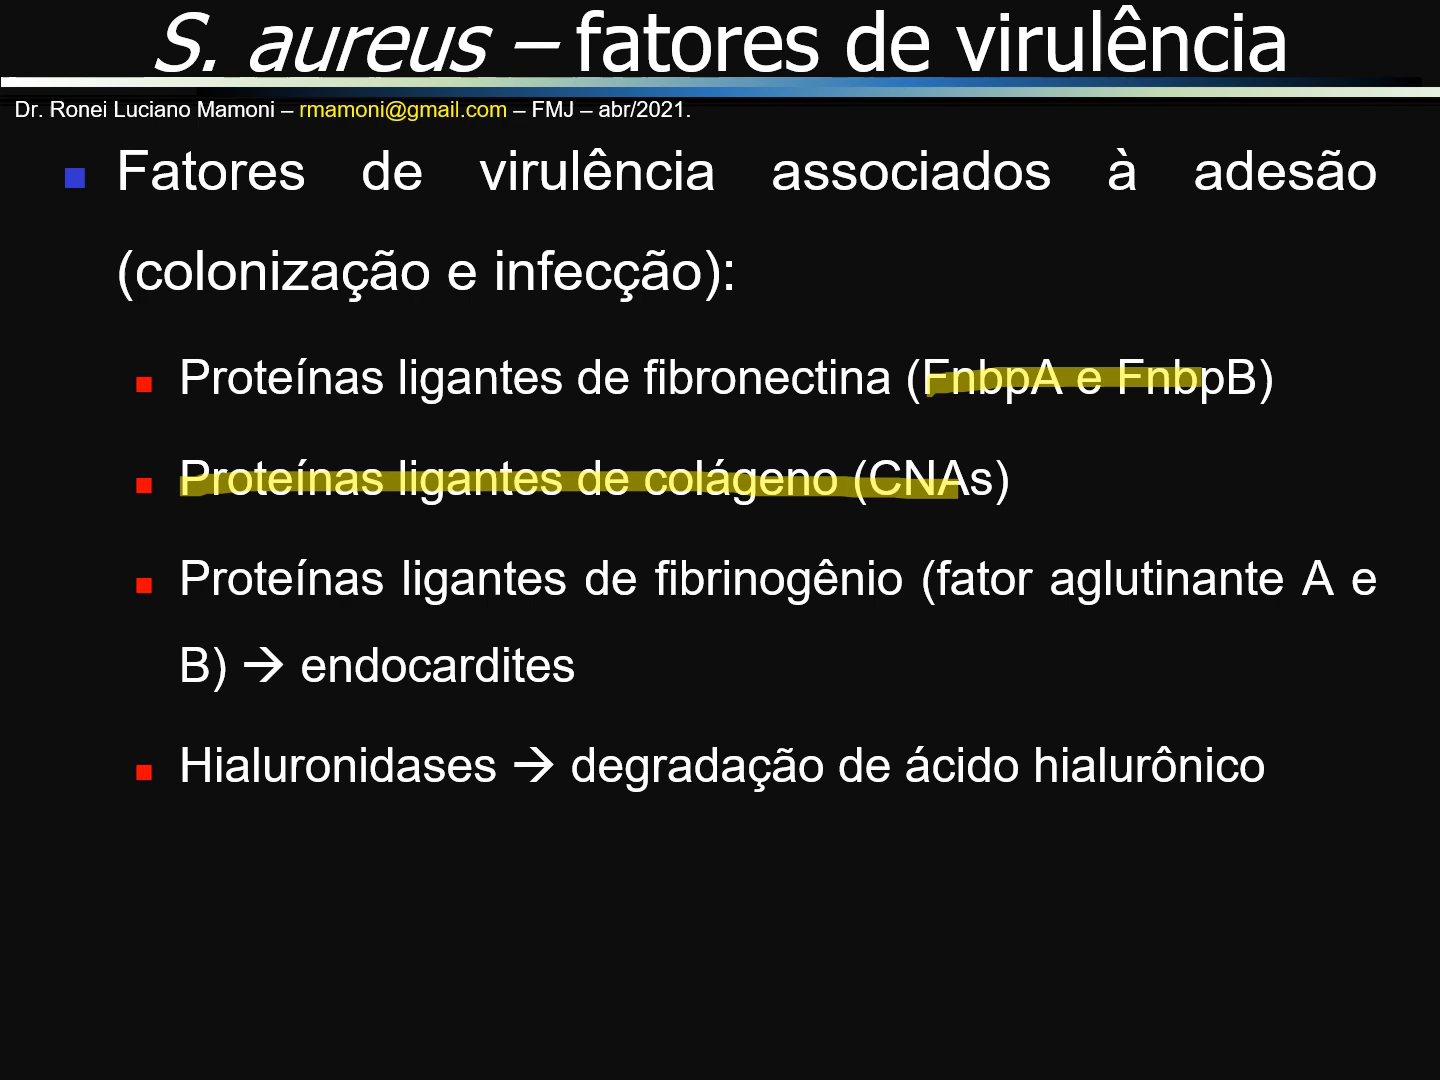 S. aureus – fatores de virulência
Dr. Ronei Luciano Mamoni – rmamoni@gmail.com – FMJ – abr/2021.
Fatores de virulência associados à adesão
(colonização e infecção):
Proteínas ligantes de fibronectina (FnbpA e FnbpB)
Proteínas ligantes de colágeno (CNAs)
Proteínas ligantes de fibrinogênio (fator aglutinante A e
B) → endocardites
Hialuronidases → degradação de ácido hialurônico